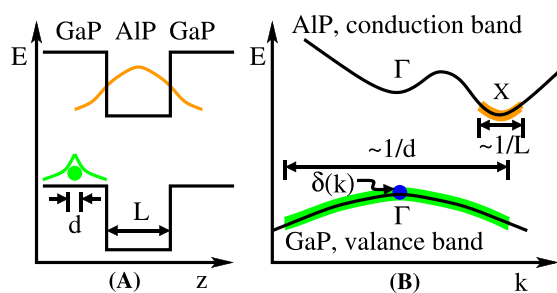 GaP AlP GaP
E
L
d
z
(A)
AlP, conduction band
E
Γ
X
~1/L
~1/d
δ(k)
Γ
GaP, valance band
(B)
k